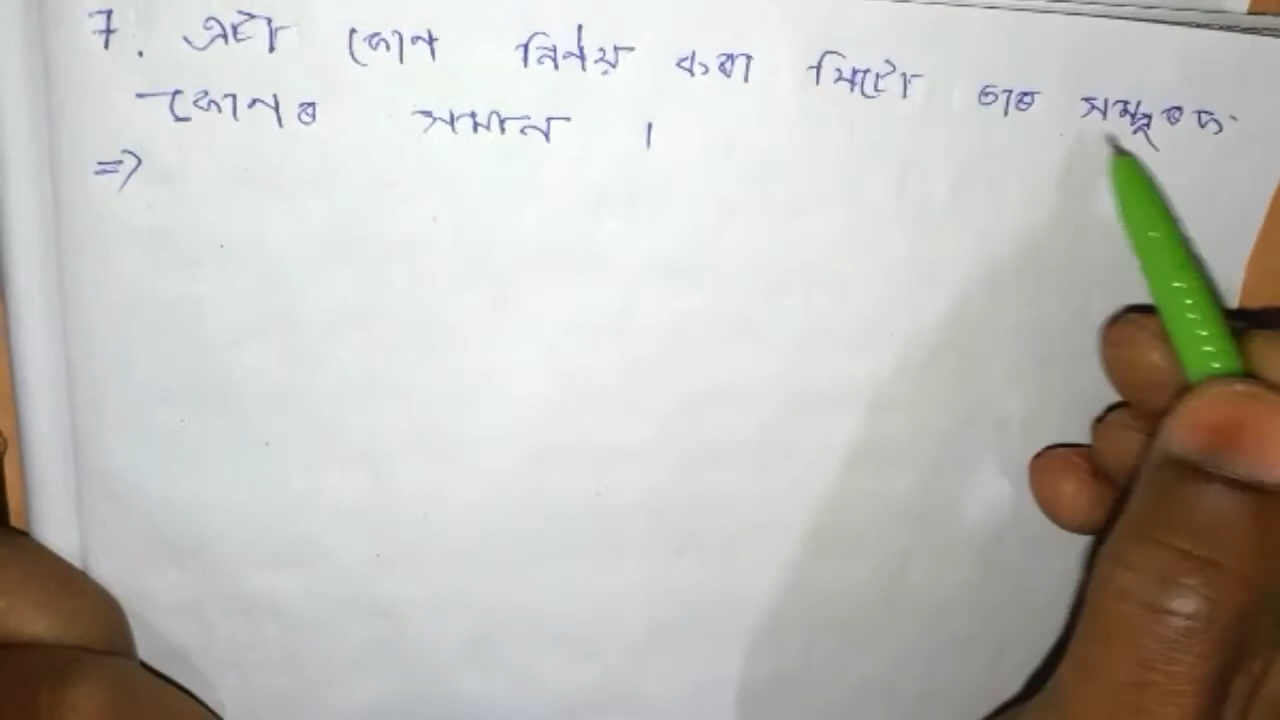 7. এটা কোণ নিৰ্ণয় কৰা যিটো তাৰ সম্পূৰক
কোণৰ সমান ।
=>